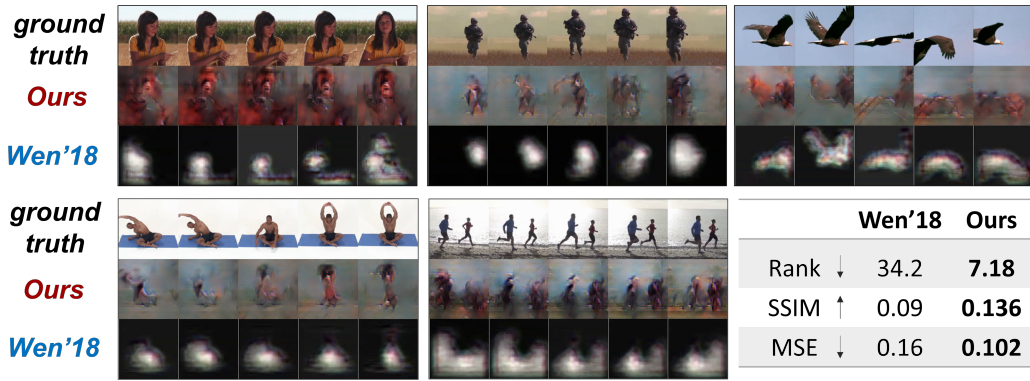 ground
truth
Ours
Wen’18
ground
truth
Ours
Wen’18
Wen’18 Ours
Rank ↓ 34.2 7.18
SSIM ↑ 0.09 0.136
MSE ↓ 0.16 0.102